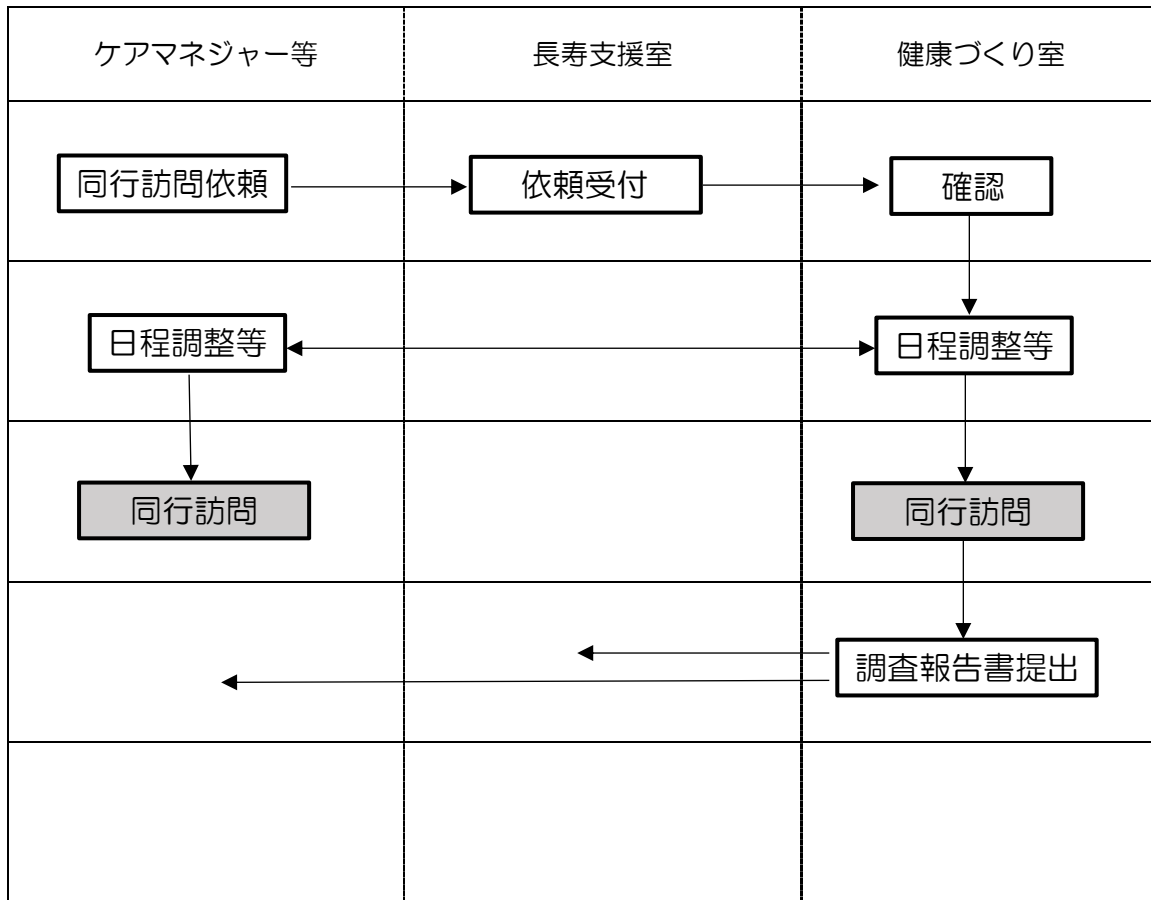 ケアマネジャー等
長寿支援室
健康づくり室
同行訪問依頼
依頼受付
確認
日程調整等
日程調整等
同行訪問
同行訪問
調査報告書提出